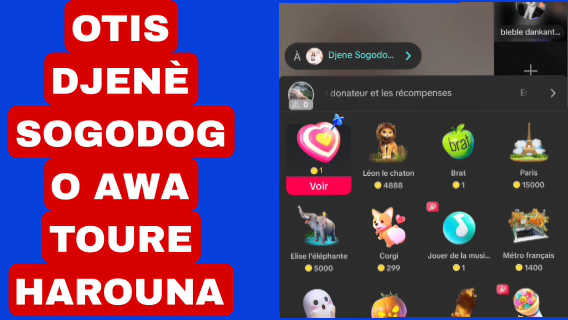 OTIS
DJENÈ
SOGODOG
O AWA
TOURE
HAROUNA
bleble dankant...
À Djene Sogodo...
0
donateur et les récompenses
1
Voir
Léon le chaton
4888
Brat
1
Paris
15000
brat
Elise l'éléphante
5000
Corgi
299
Jouer de la musi...
1
Métro français
1400